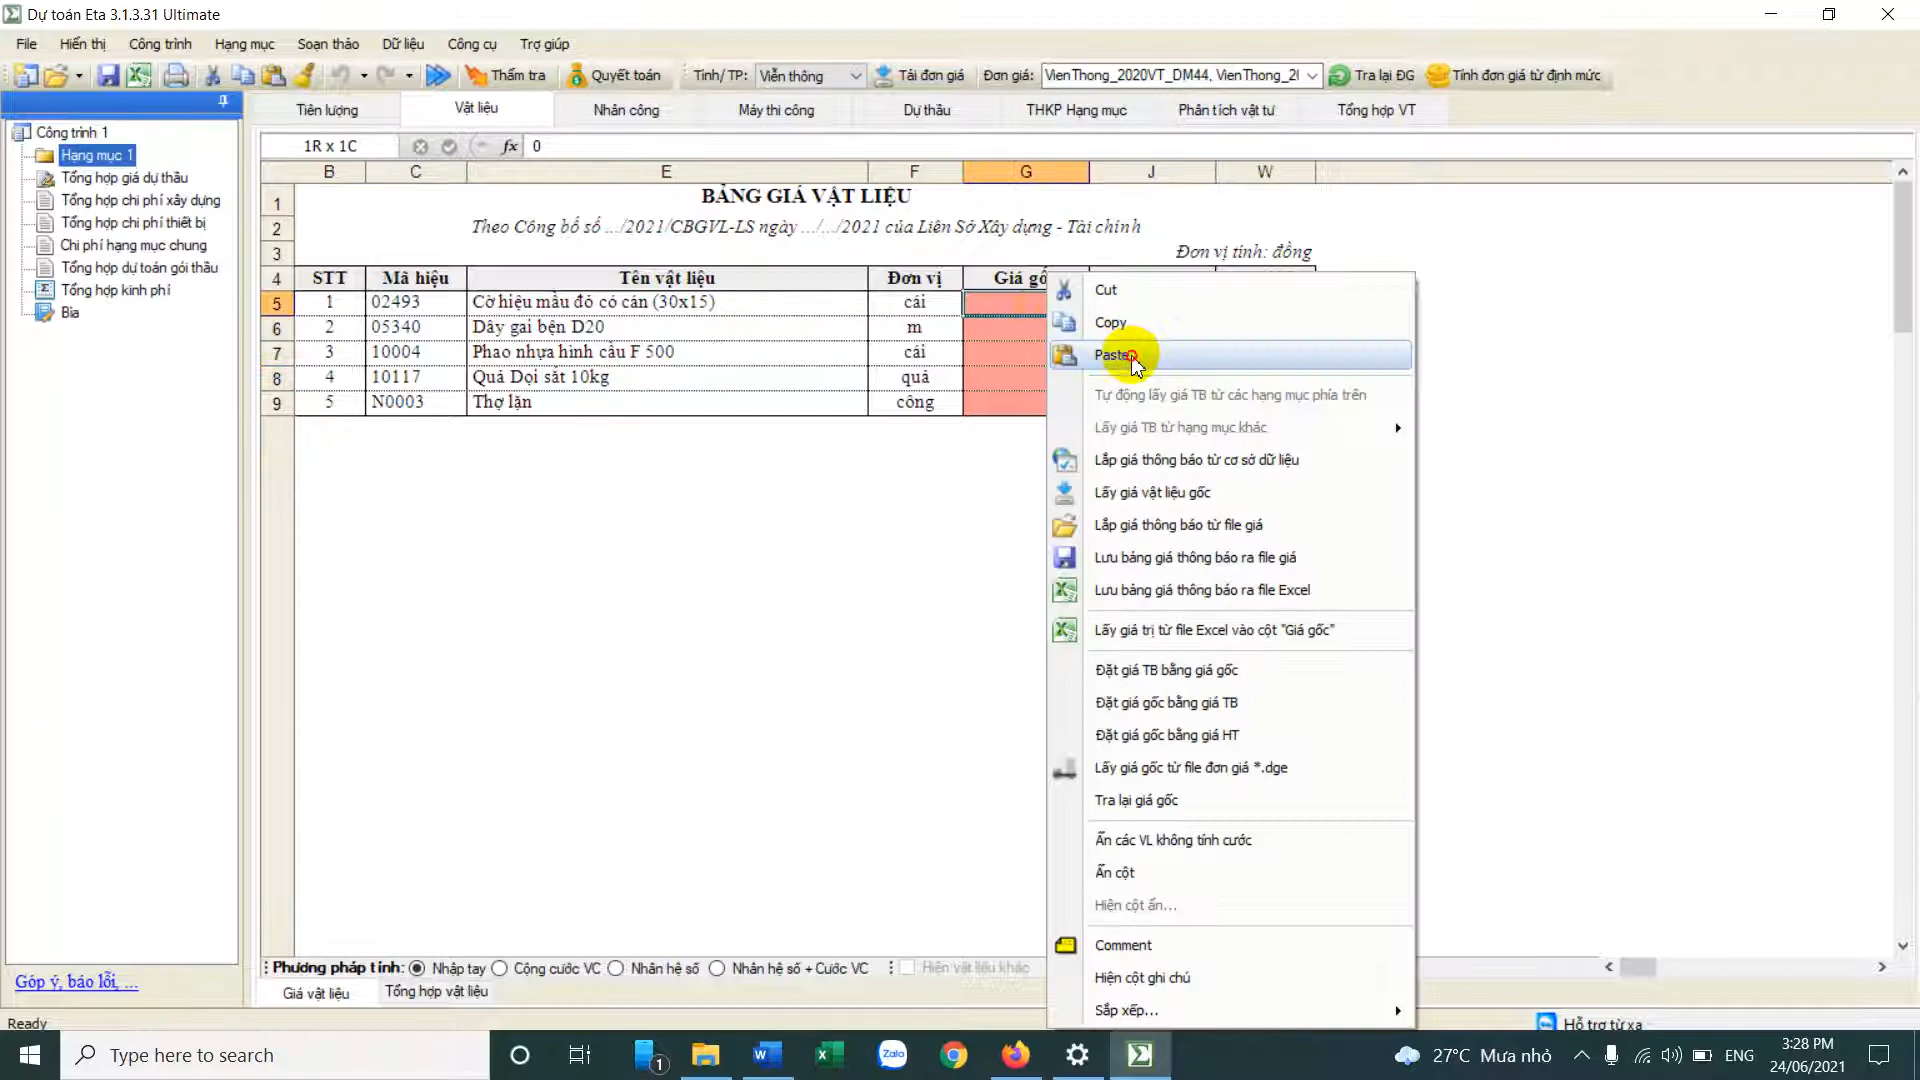 Dự toán Eta 3.1.3.31 Ultimate
File Hiển thị Công trình Hạng mục Soạn thảo Dữ liệu Công cụ Trợ giúp
Thẩm tra Quyết toán Tỉnh/ TP: Viễn thông Tải đơn giá Đơn giá: VienThong_2020VT_DM44, VienThong_2( Tra lại ĐG Tính đơn giá từ định mức
Tiên lượng Vật liệu Nhân công Máy thi công Dự thầu THKP Hạng mục Phân tích vật tư Tổng hợp VT
Công trình 1
Hạng mục 1
Tổng hợp giá dự thầu
Tổng hợp chi phí xây dựng
Tổng hợp chi phí thiết bị
Chi phí hạng mục chung
Tổng hợp dự toán gói thầu
Tổng hợp kinh phí
Bìa
Góp ý, báo lỗi, ...
1R x 1C fx 0
B C E F G J W
1 BẢNG GIÁ VẬT LIỆU
2 Theo Công bố số .../2021/CBGVL-LS ngày .../.../2021 của Liên Sở Xây dựng - Tài chính
3 Đơn vị tính: đồng
4 STT Mã hiệu Tên vật liệu Đơn vị Giá gố
5 1 02493 Cờ hiệu mầu đỏ có cán (30x15) cái
6 2 05340 Dây gai bện D20 m
7 3 10004 Phao nhựa hình cầu F 500 cái
8 4 10117 Quả Dọi sắt 10kg quả
9 5 N0003 Thợ lặn công
Cut
Copy
Paste
Tự động lấy giá TB từ các hạng mục phía trên
Lấy giá TB từ hạng mục khác
Lắp giá thông báo từ cơ sở dữ liệu
Lấy giá vật liệu gốc
Lắp giá thông báo từ file giá
Lưu bảng giá thông báo ra file giá
Lưu bảng giá thông báo ra file Excel
Lấy giá trị từ file Excel vào cột "Giá gốc"
Đặt giá TB bằng giá gốc
Đặt giá gốc bằng giá TB
Đặt giá gốc bằng giá HT
Lấy giá gốc từ file đơn giá *.dge
Tra lại giá gốc
Ẩn các VL không tính cước
Ẩn cột
Hiện cột ẩn...
Comment
Hiện cột ghi chú
Sắp xếp...
Phương pháp tính: Nhập tay Cộng cước VC Nhân hệ số Nhân hệ số + Cước VC Hiện vật liệu khác
Giá vật liệu Tổng hợp vật liệu
Ready Hỗ trợ từ xa
Type here to search 1 Zalo 27°C Mưa nhỏ ENG 3:28 PM
24/06/2021